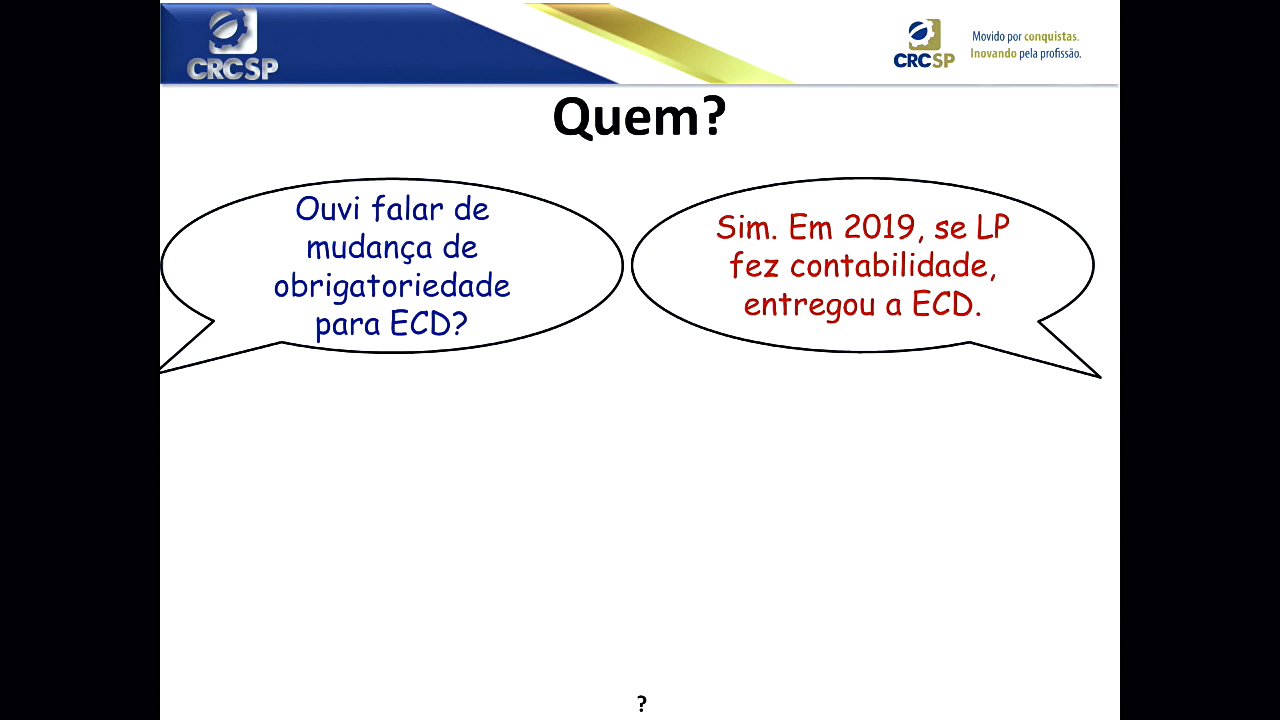 CRCSP
CRCSP
Movido por conquistas.
Inovando pela profissão.
Quem?
Ouvi falar de
mudança de
obrigatoriedade
para ECD?
Sim. Em 2019, se LP
fez contabilidade,
entregou a ECD.
?